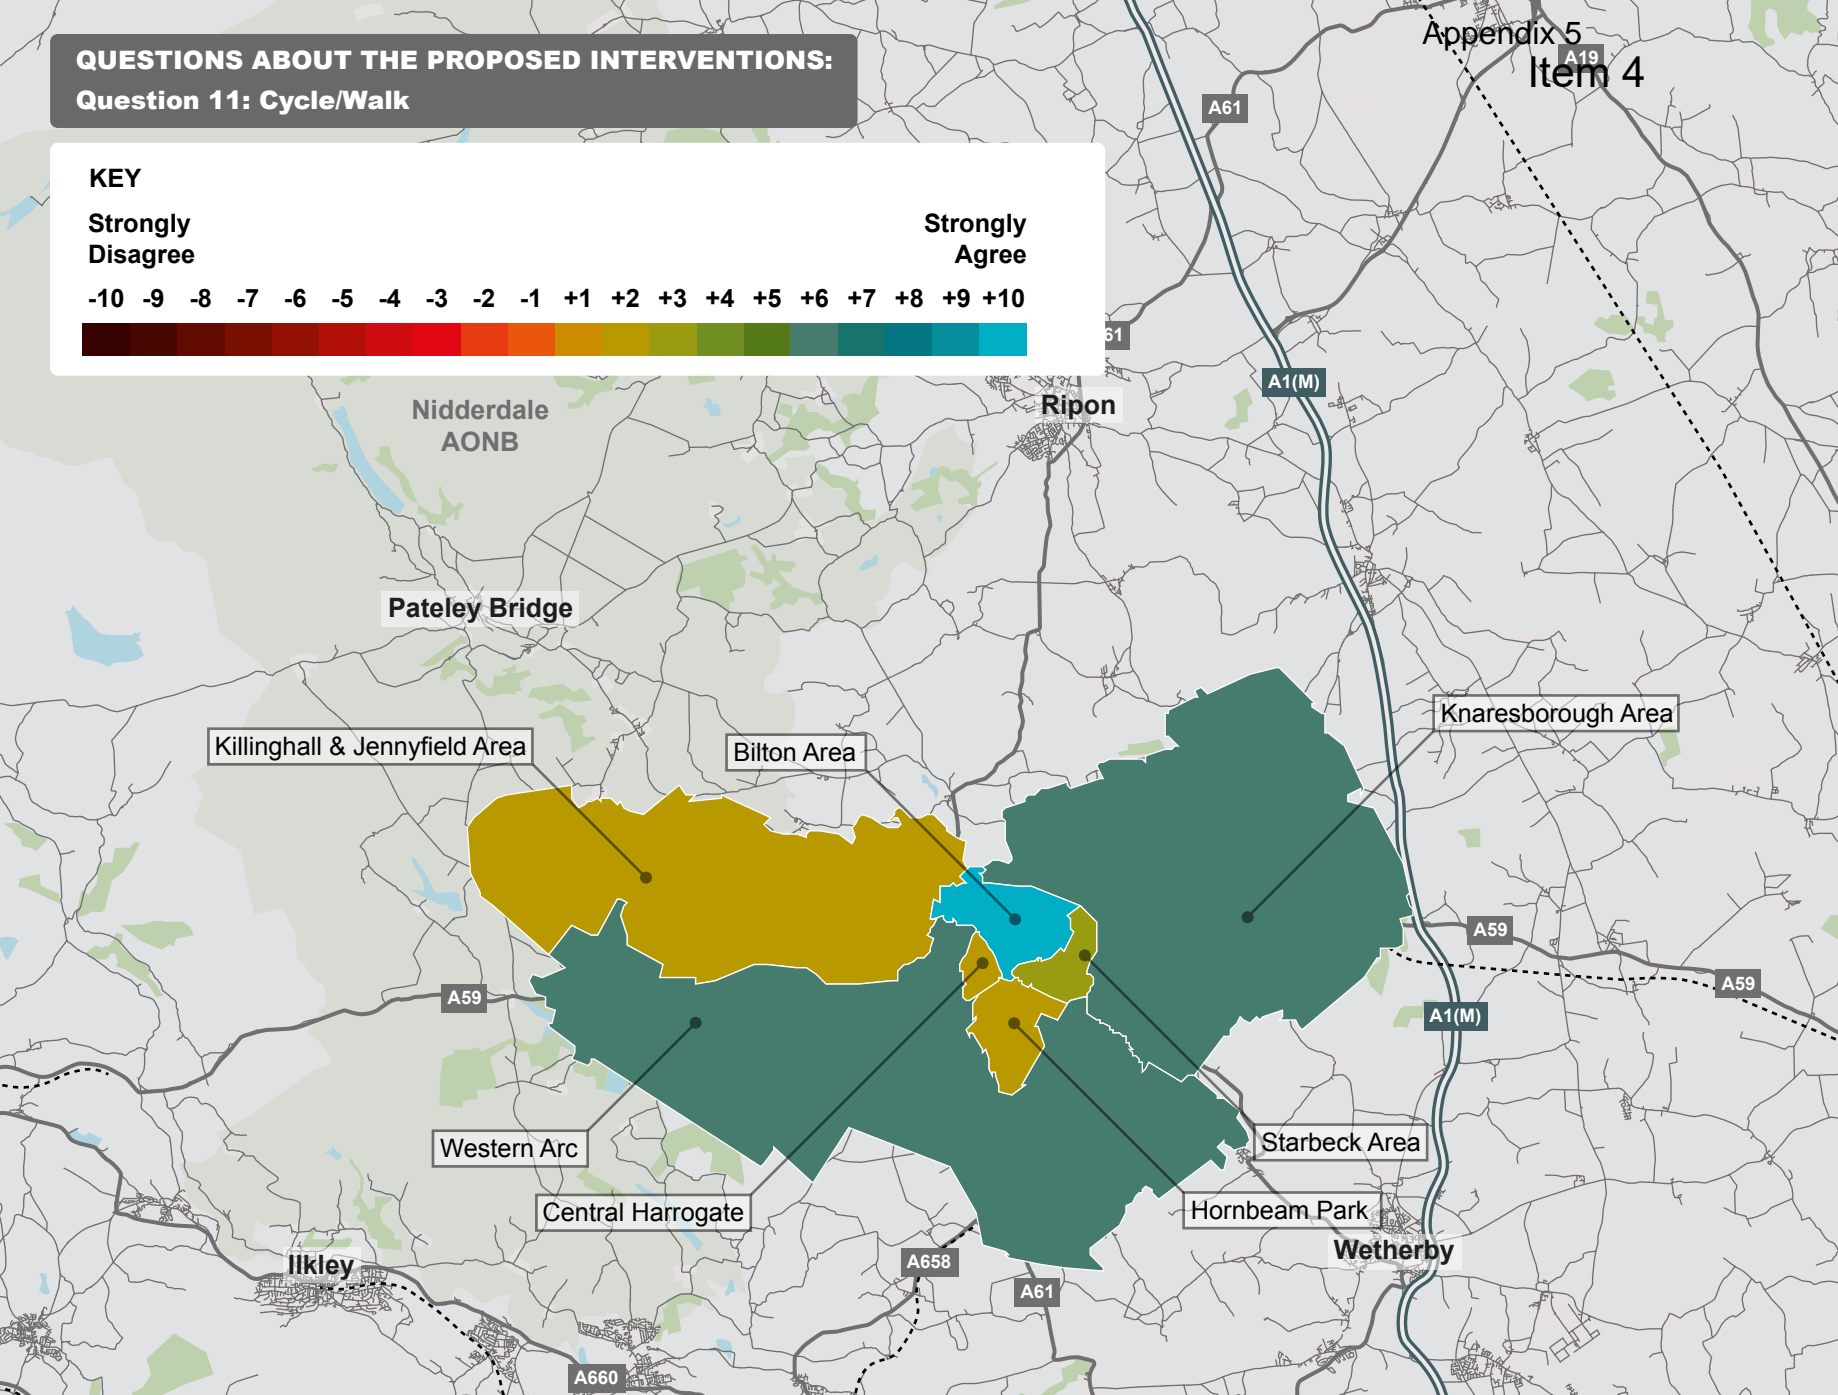 Appendix 5
Item 4
QUESTIONS ABOUT THE PROPOSED INTERVENTIONS:
Question 11: Cycle/Walk
KEY
Strongly
Disagree
Strongly
Agree
-10 -9 -8 -7 -6 -5 -4 -3 -2 -1 +1 +2 +3 +4 +5 +6 +7 +8 +9 +10
A19
A61
61
A1(M)
Nidderdale
AONB
Ripon
Pateley Bridge
Knaresborough Area
Killinghall & Jennyfield Area
Bilton Area
A59
A59
A59
A1(M)
Western Arc
Starbeck Area
Central Harrogate
Hornbeam Park
Wetherby
Ilkley
A658
A61
A660